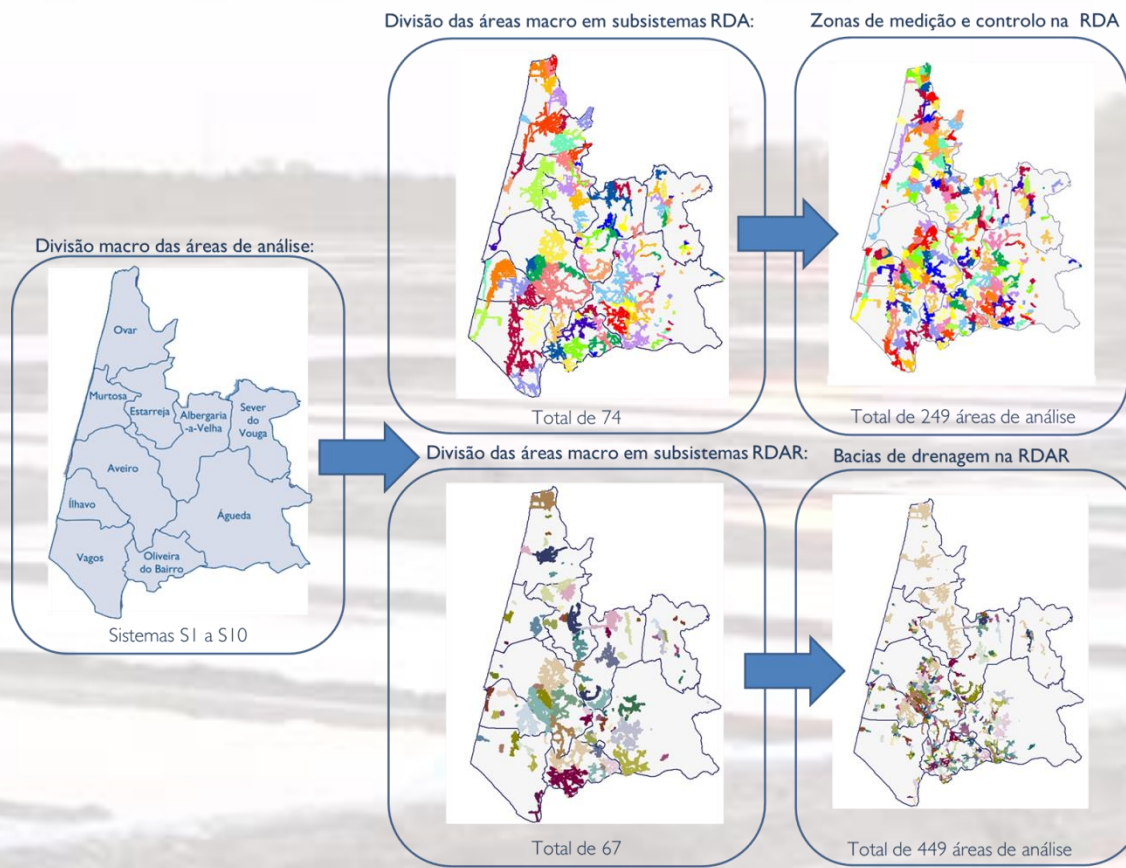 Divisão das áreas macro em subsistemas RDA:
Zonas de medição e controlo na RDA
Total de 74
Total de 249 áreas de análise
Divisão macro das áreas de análise:
Ovar
Murtosa
Estarreja
Albergaria
-a-Velha
Sever
do
Vouga
Aveiro
Ílhavo
Águeda
Vagos
Oliveira
do Bairro
Sistemas S1 a S10
Divisão das áreas macro em subsistemas RDAR:
Bacias de drenagem na RDAR
Total de 67
Total de 449 áreas de análise